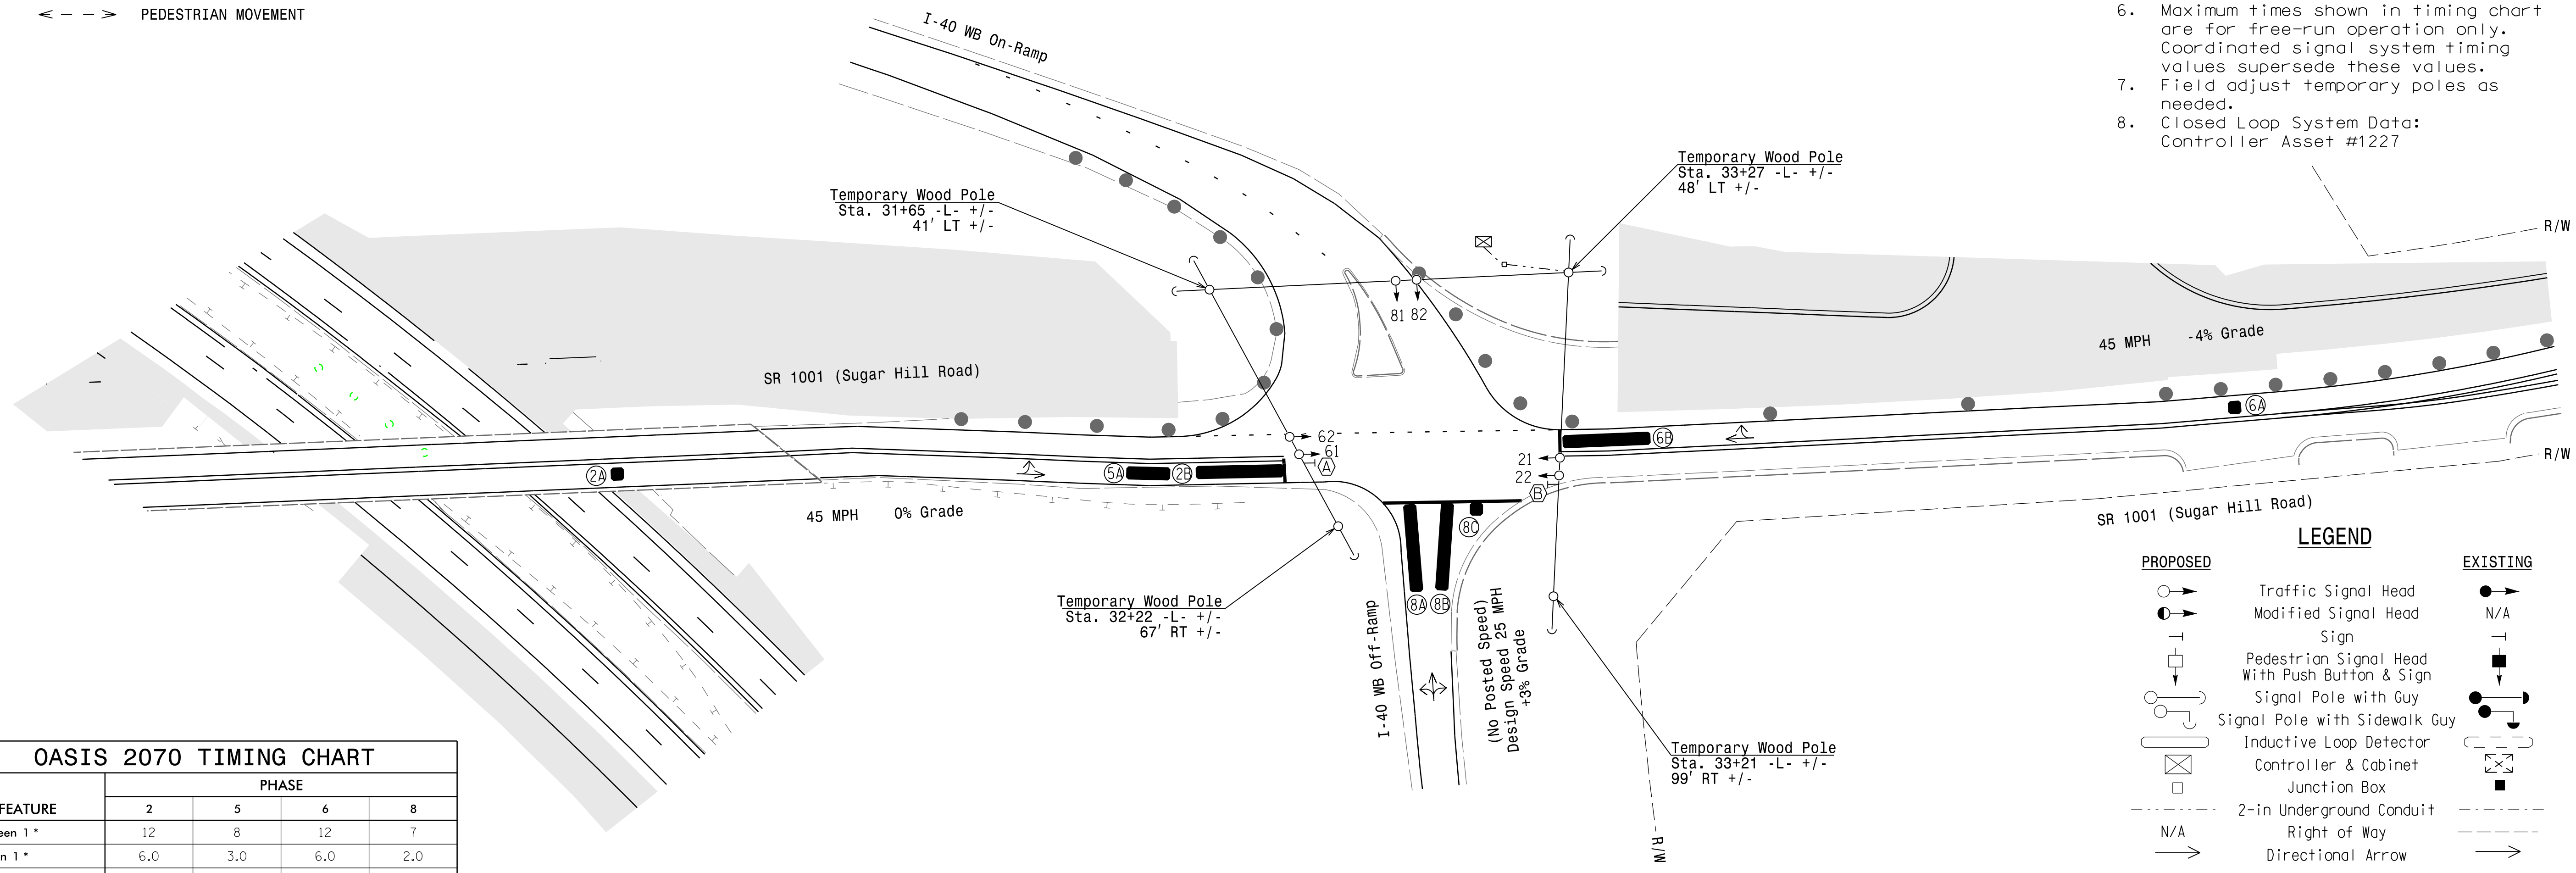 PEDESTRIAN MOVEMENT
6. Maximum times shown in timing chart
are for free-run operation only.
Coordinated signal system timing
values supersede these values.
7. Field adjust temporary poles as
needed.
8. Closed Loop System Data:
Controller Asset #1227
I-40 WB On-Ramp
Temporary Wood Pole
Sta. 31+65 -L- +/-
41' LT +/-
Temporary Wood Pole
Sta. 33+27 -L- +/-
48' LT +/-
R/W
81 82
45 MPH -4% Grade
SR 1001 (Sugar Hill Road)
6A
62
61
A
6B
21
22
B
2A
5A
2B
R/W
45 MPH 0% Grade
8C
SR 1001 (Sugar Hill Road)
Temporary Wood Pole
Sta. 32+22 -L- +/-
67' RT +/-
8A
8B
I-40 WB Off-Ramp
(No Posted Speed)
Design Speed 25 MPH
+3% Grade
Temporary Wood Pole
Sta. 33+21 -L- +/-
99' RT +/-
R/W
LEGEND
PROPOSED EXISTING
Traffic Signal Head
Modified Signal Head N/A
Sign
Pedestrian Signal Head
With Push Button & Sign
Signal Pole with Guy
Signal Pole with Sidewalk Guy
Inductive Loop Detector
Controller & Cabinet
Junction Box
2-in Underground Conduit
N/A Right of Way
Directional Arrow
OASIS 2070 TIMING CHART
FEATURE PHASE
2 5 6 8
een 1 * 12 8 12 7
n 1 * 6.0 3.0 6.0 2.0